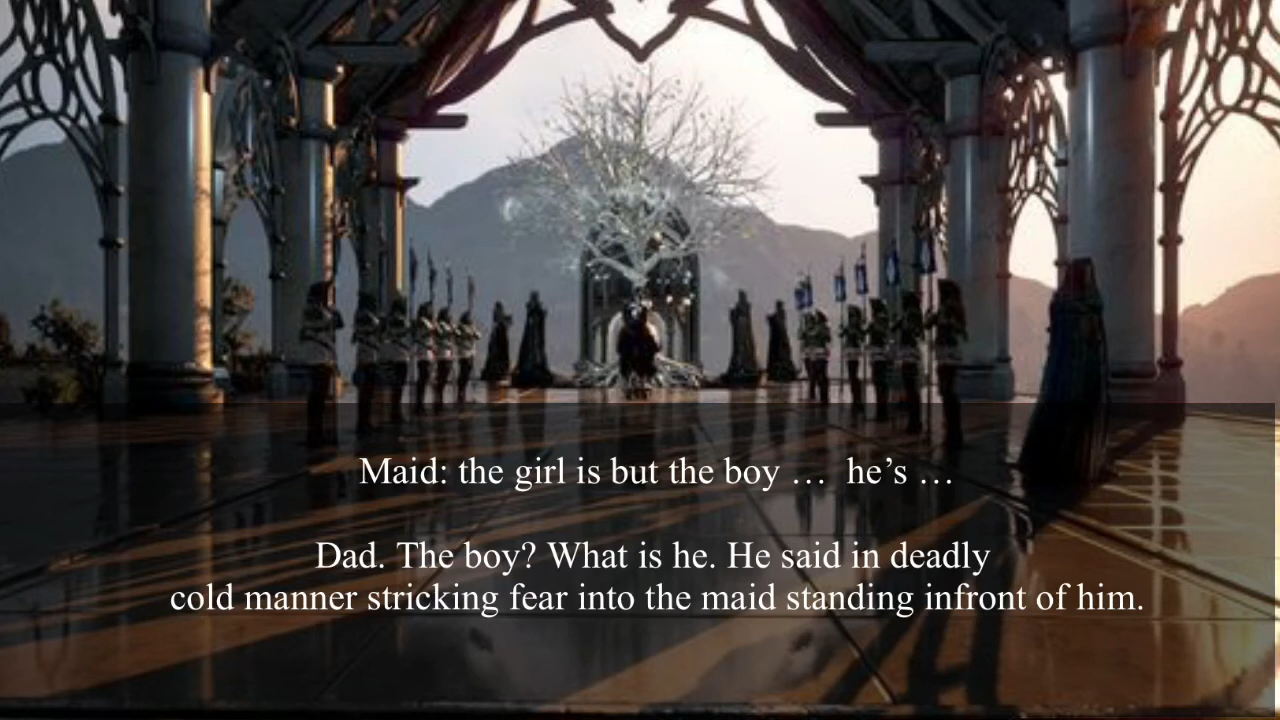 Maid: the girl is but the boy … he’s …
Dad. The boy? What is he. He said in deadly
cold manner stricking fear into the maid standing infront of him.